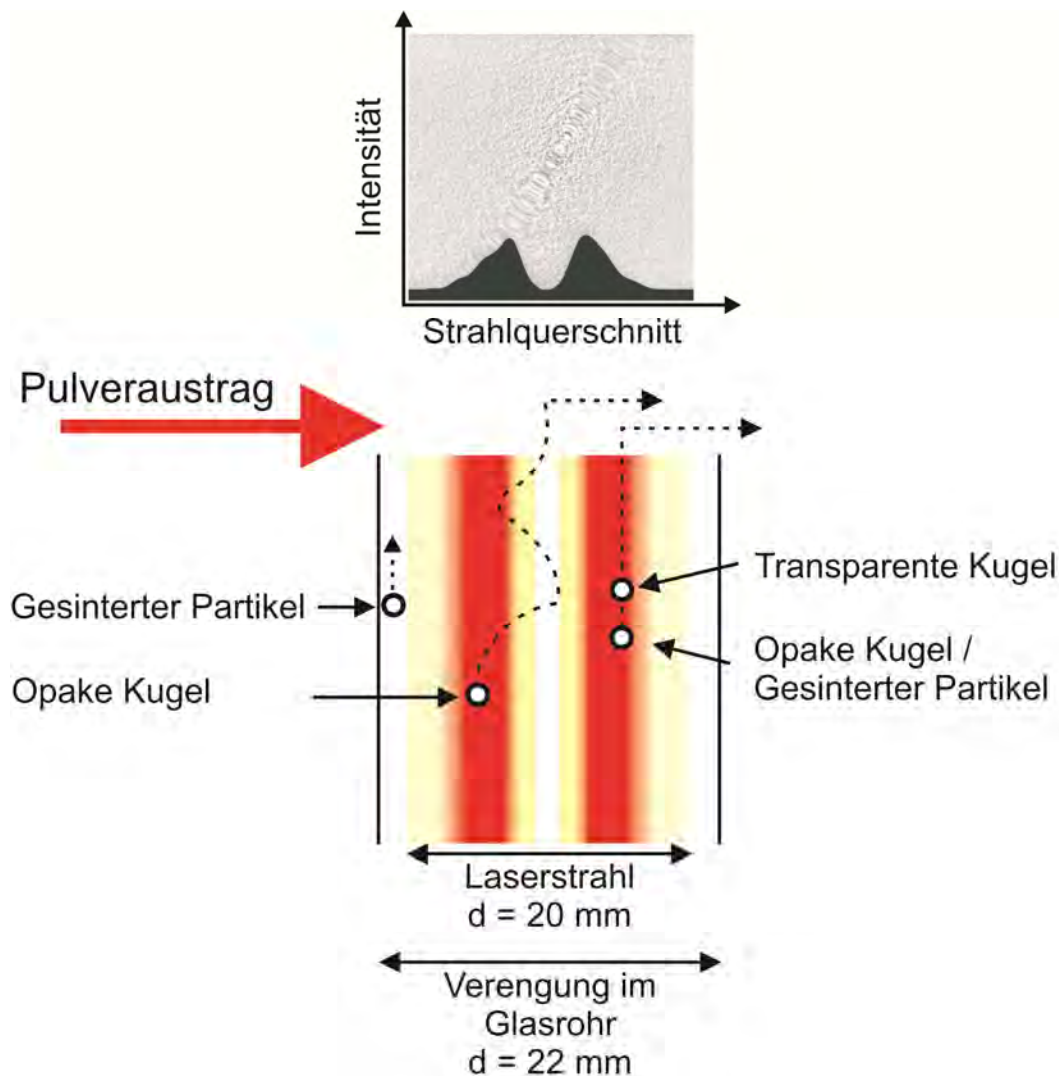 Intensität
Strahlquerschnitt
Pulveraustrag
Gesinterter Partikel
Opake Kugel
Transparente Kugel
Opake Kugel /
Gesinterter Partikel
Laserstrahl
d = 20 mm
Verengung im
Glasrohr
d = 22 mm